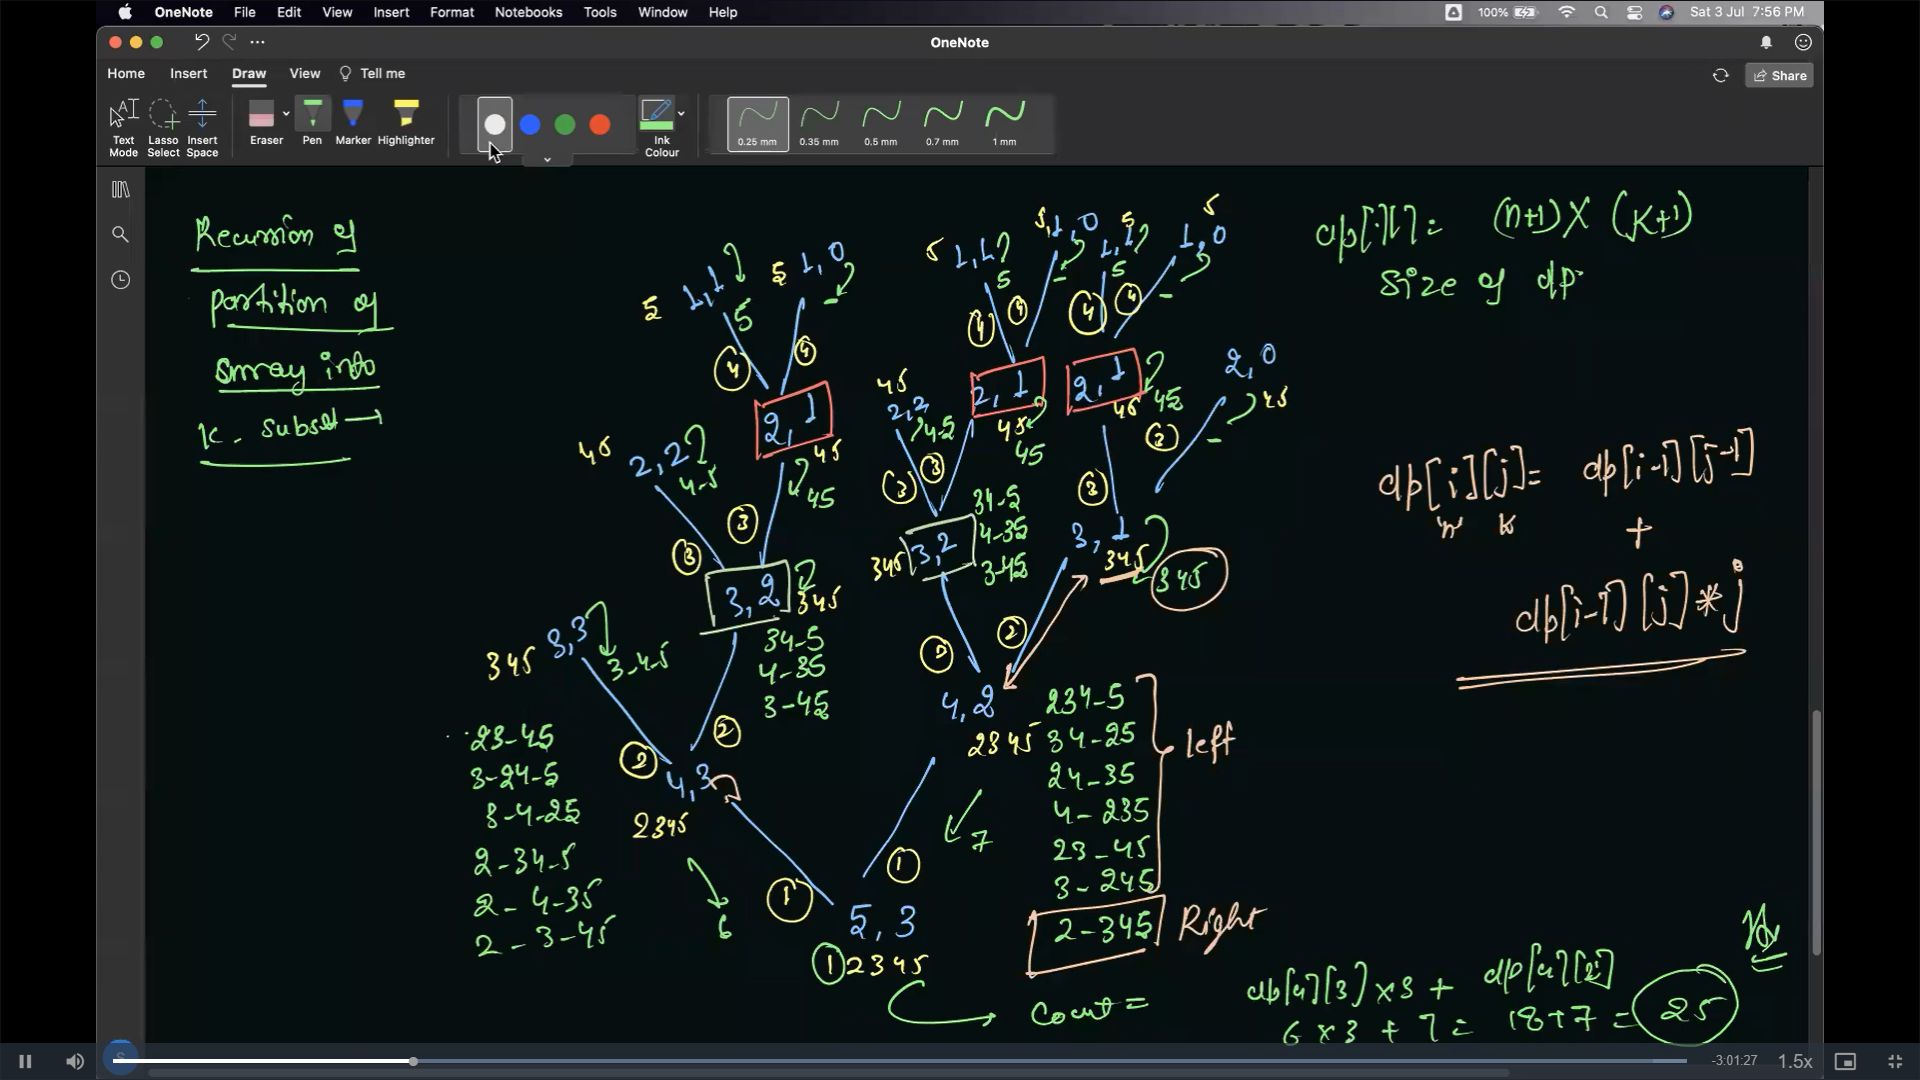 OneNote File Edit View Insert Format Notebooks Tools Window Help 100% Sat 3 Jul 7:56 PM
OneNote
Home Insert Draw View Tell me Share
Text Mode Lasso Select Insert Space Eraser Pen Marker Highlighter Ink Colour 0.25 mm 0.35 mm 0.5 mm 0.7 mm 1 mm
Recursion of
partition of
array into
K. subset
dp[i][j] = (n+1) X (K+1)
Size of dp
5 1,1 5
5 1,0 -
5 1,1 5
5 1,0 -
5 1,1 5
5 1,0 -
4 4 4 4 4 4
2,1 45 45
2,1 45 45
2,1 45 45
2,0 45 -
45 2,2 4-5
45 2,2 4-5
3 3 3 3 3 3
dp[i][j] = dp[i-1][j-1]
n k +
dp[i-1][j] * j
3,2 345
34-5
4-35
3-45
345 3,2
34-5
4-35
3-45
3,1 345 345
345 3,3 3-4-5
2 2 2 2
4,3
2345
6
23-45
3-24-5
3-4-25
2-34-5
2-4-35
2-3-45
4,2
2345
7
234-5
34-25
24-35
4-235
23-45
3-245
left
2-345 Right
1 1
5,3
12345
Count =
dp[4][3] x 3 + dp[4][2]
6 x 3 + 7 = 18+7 = 25
-3:01:27 1.5x